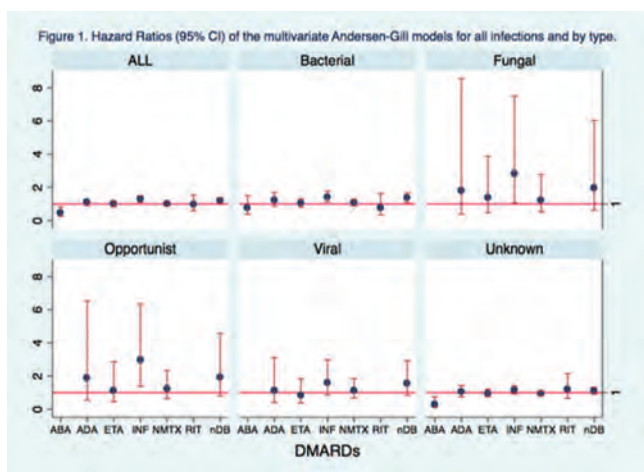 Figure 1. Hazard Ratios (95% CI) of the multivariate Andersen-Gill models for all infections and by type.
ALL Bacterial Fungal
8
6
4
2
0
1
Opportunist Viral Unknown
8
6
4
2
0
1
ABA ADA ETA INF NMTX RIT nDB ABA ADA ETA INF NMTX RIT nDB ABA ADA ETA INF NMTX RIT nDB
DMARDs